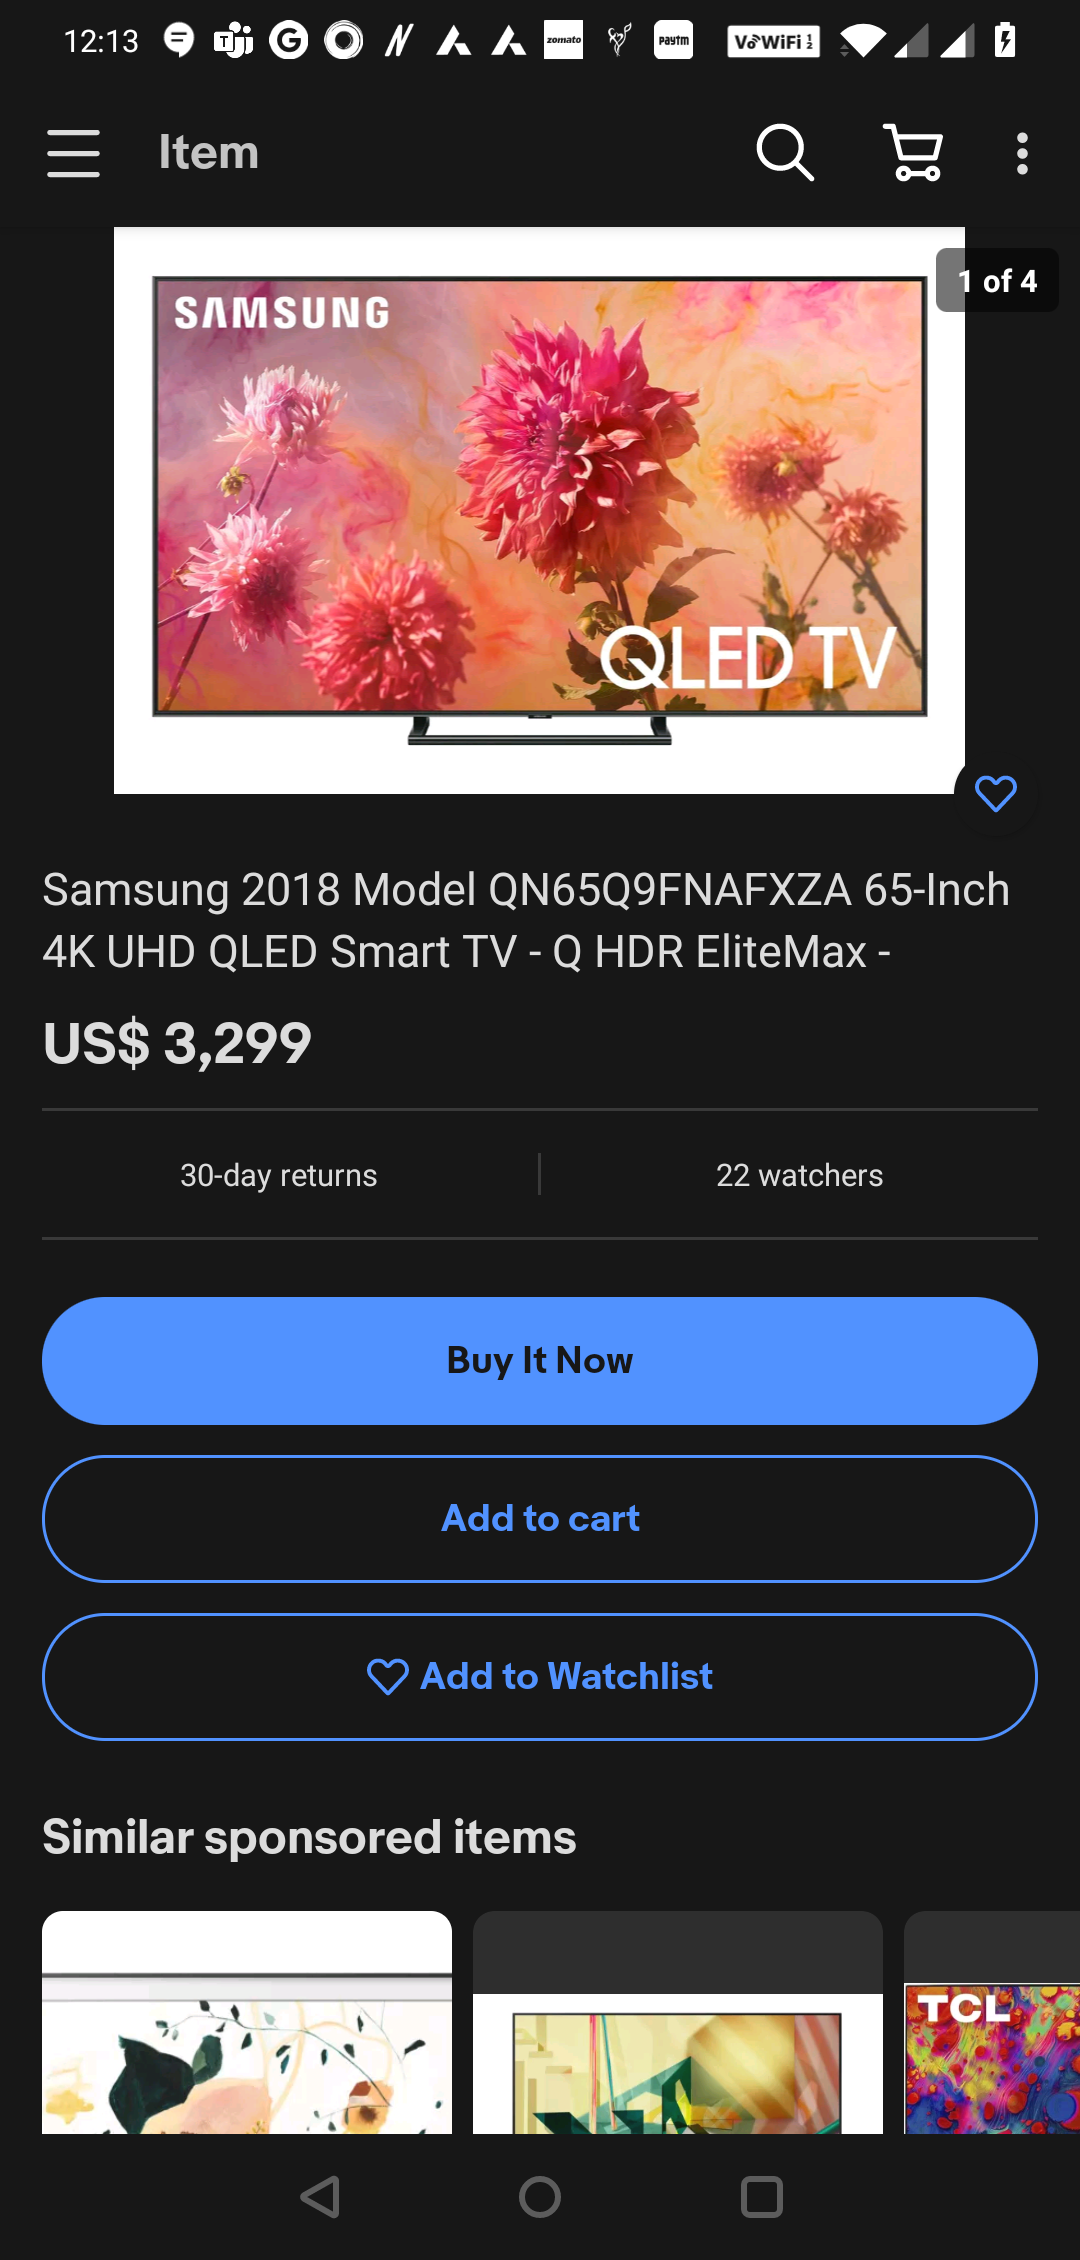 12:13
zomato
paytm
VoWiFi 1 2
Item
1 of 4
SAMSUNG
QLED TV
Samsung 2018 Model QN65Q9FNAFXZA 65-Inch
4K UHD QLED Smart TV - Q HDR EliteMax -
US$ 3,299
30-day returns
22 watchers
Buy It Now
Add to cart
Add to Watchlist
Similar sponsored items
TCL